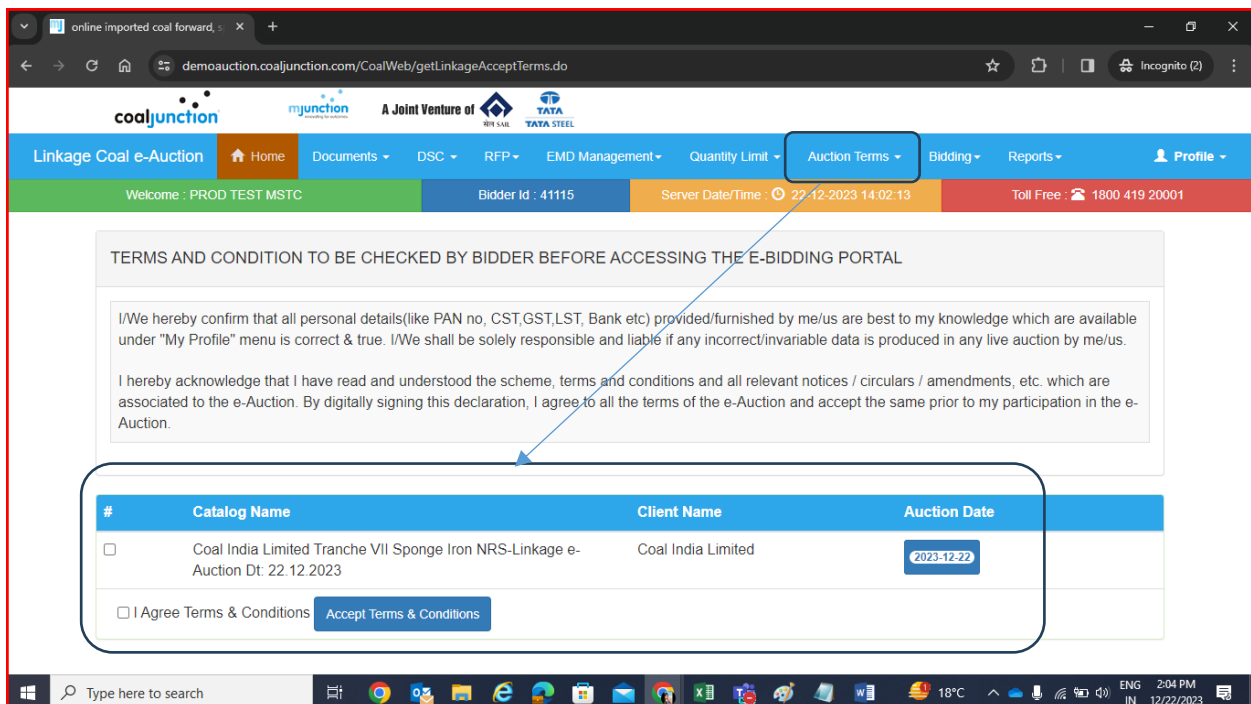 online imported coal forward, s
demoauction.coaljunction.com/CoalWeb/getLinkageAcceptTerms.do
Incognito (2)
coaljunction
mjunction
A Joint Venture of
सेल SAIL
TATA
TATA STEEL
Linkage Coal e-Auction Home Documents DSC RFP EMD Management Quantity Limit Auction Terms Bidding Reports Profile
Welcome : PROD TEST MSTC Bidder Id : 41115 Server Date/Time : 22-12-2023 14:02:13 Toll Free : 1800 419 20001
TERMS AND CONDITION TO BE CHECKED BY BIDDER BEFORE ACCESSING THE E-BIDDING PORTAL
I/We hereby confirm that all personal details(like PAN no, CST,GST,LST, Bank etc) provided/furnished by me/us are best to my knowledge which are available
under "My Profile" menu is correct & true. I/We shall be solely responsible and liable if any incorrect/invariable data is produced in any live auction by me/us.
I hereby acknowledge that I have read and understood the scheme, terms and conditions and all relevant notices / circulars / amendments, etc. which are
associated to the e-Auction. By digitally signing this declaration, I agree to all the terms of the e-Auction and accept the same prior to my participation in the e-
Auction.
# Catalog Name Client Name Auction Date
Coal India Limited Tranche VII Sponge Iron NRS-Linkage e- Coal India Limited 2023-12-22
Auction Dt: 22.12.2023
I Agree Terms & Conditions Accept Terms & Conditions
Type here to search
18°C
ENG 2:04 PM
IN 12/22/2023